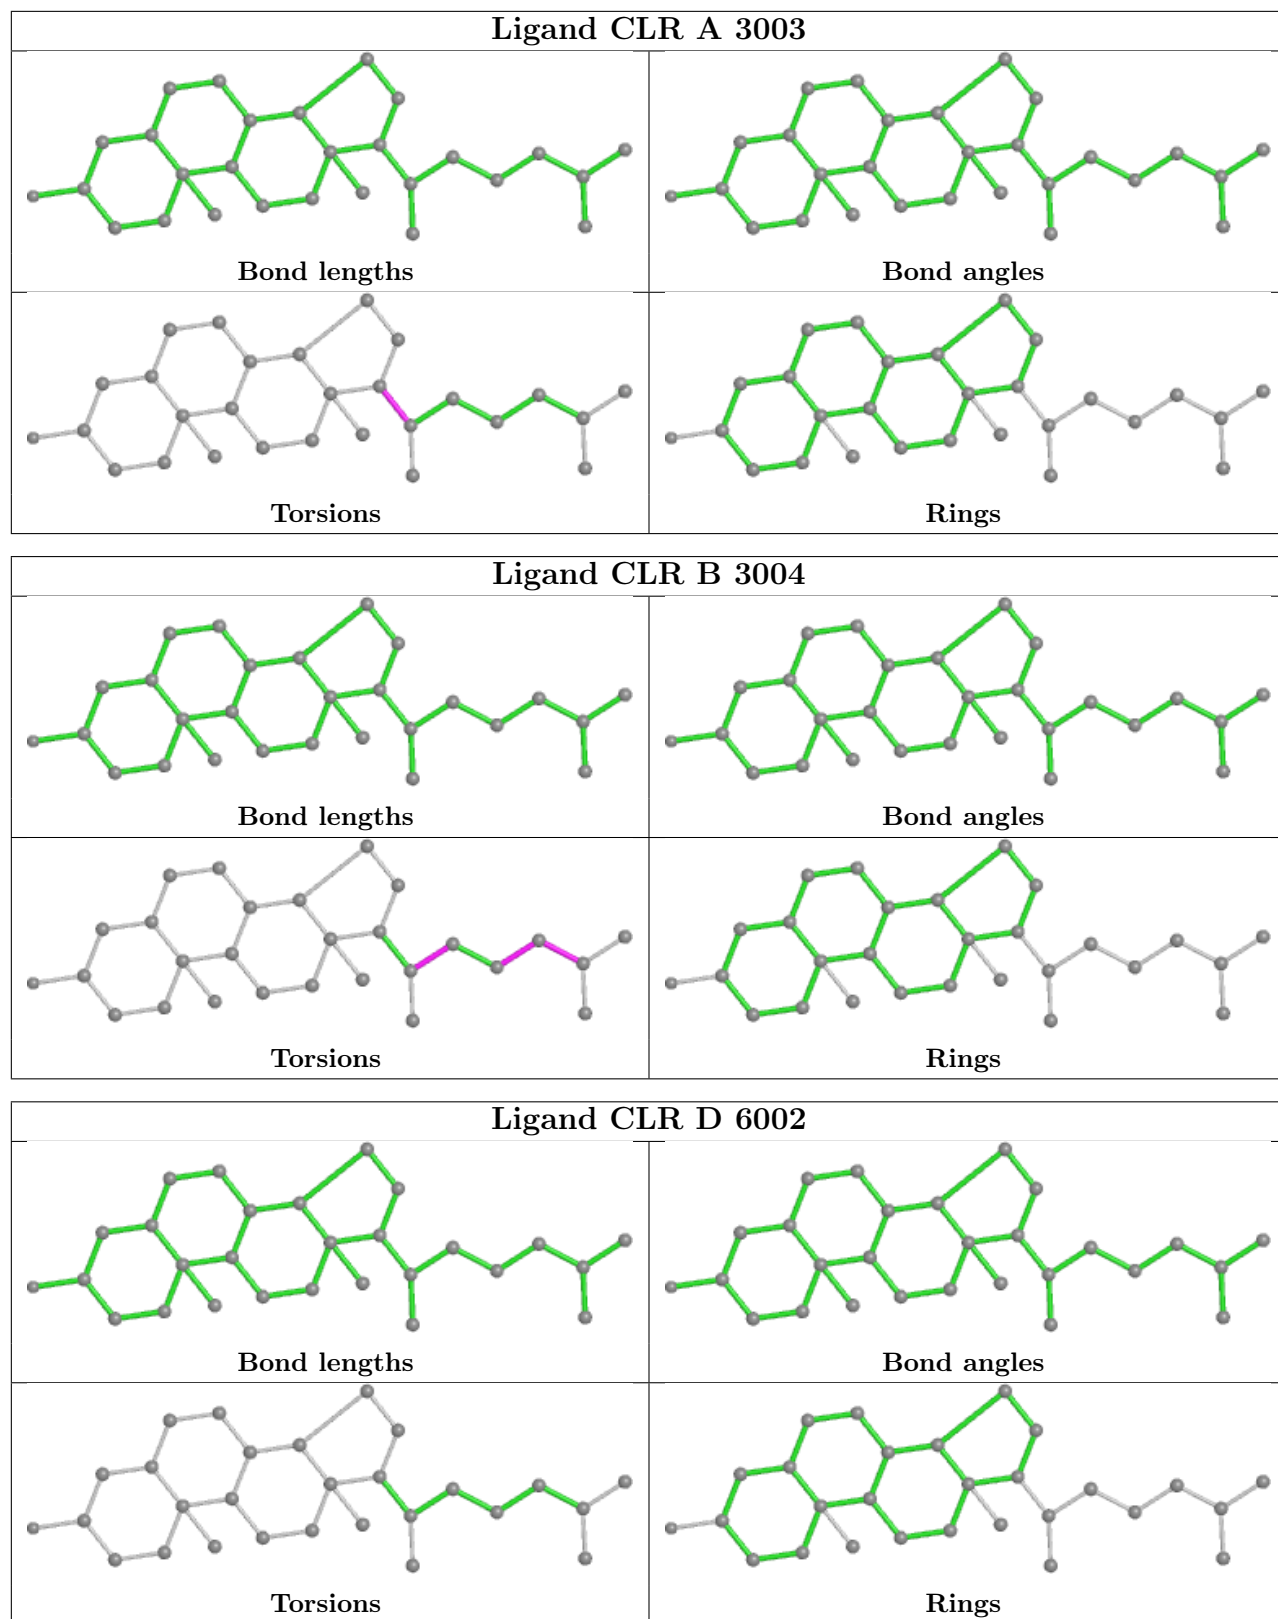 Ligand CLR A 3003
Bond lengths
Bond angles
Torsions
Rings
Ligand CLR B 3004
Bond lengths
Bond angles
Torsions
Rings
Ligand CLR D 6002
Bond lengths
Bond angles
Torsions
Rings